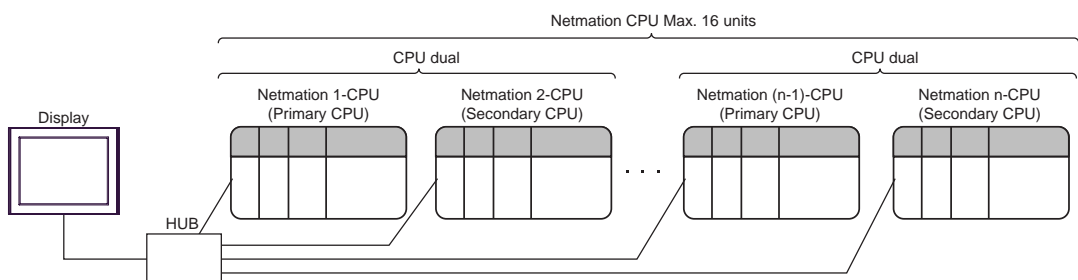 Netmation CPU Max. 16 units
CPU dual
CPU dual
Netmation 1-CPU
(Primary CPU)
Netmation 2-CPU
(Secondary CPU)
Netmation (n-1)-CPU
(Primary CPU)
Netmation n-CPU
(Secondary CPU)
Display
. . .
HUB